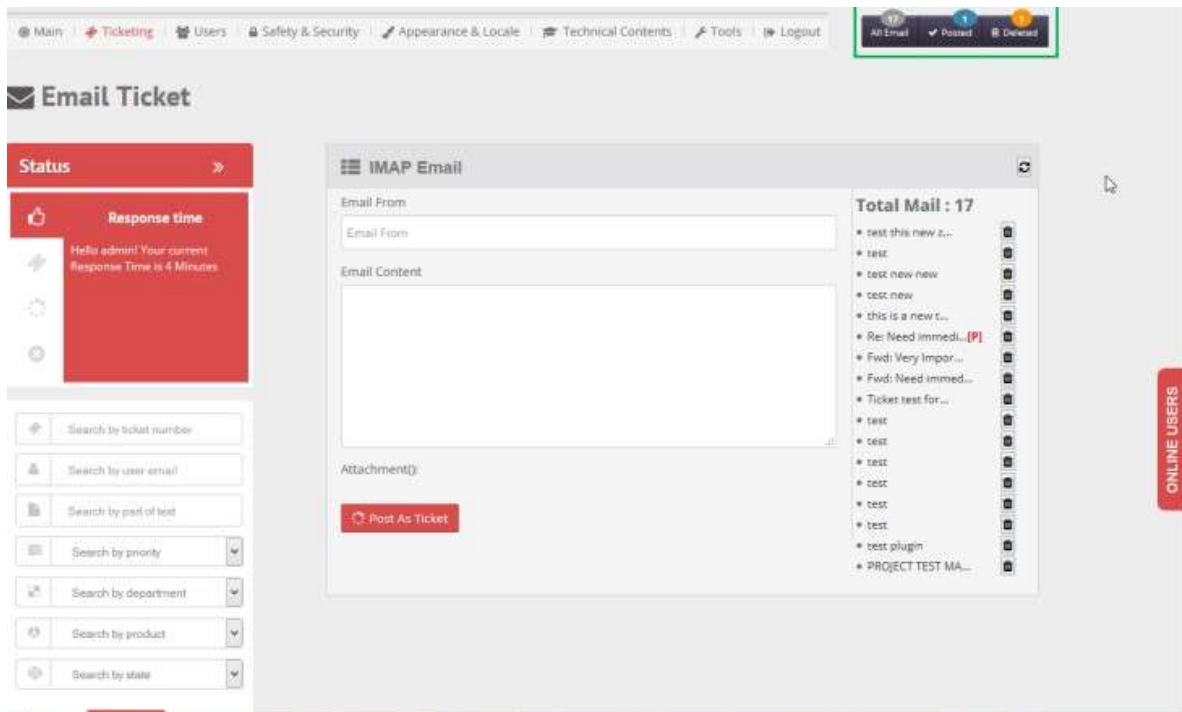 17 1 1
Main Ticketing Users Safety & Security Appearance & Locale Technical Contents Tools Logout All Email Posted Deleted
Email Ticket
Status »
Response time
Hello admin! Your current
Response Time is 4 Minutes
Search by ticket number
Search by user email
Search by part of text
Search by priority
Search by department
Search by product
Search by state
IMAP Email
Email From
Email From
Email Content
Attachment():
Post As Ticket
Total Mail : 17
test this new z...
test
test new new
test new
this is a new t...
Re: Need immedi...[P]
Fwd: Very Impor...
Fwd: Need immed...
Ticket test for...
test
test
test
test
test
test
test plugin
PROJECT TEST MA...
ONLINE USERS